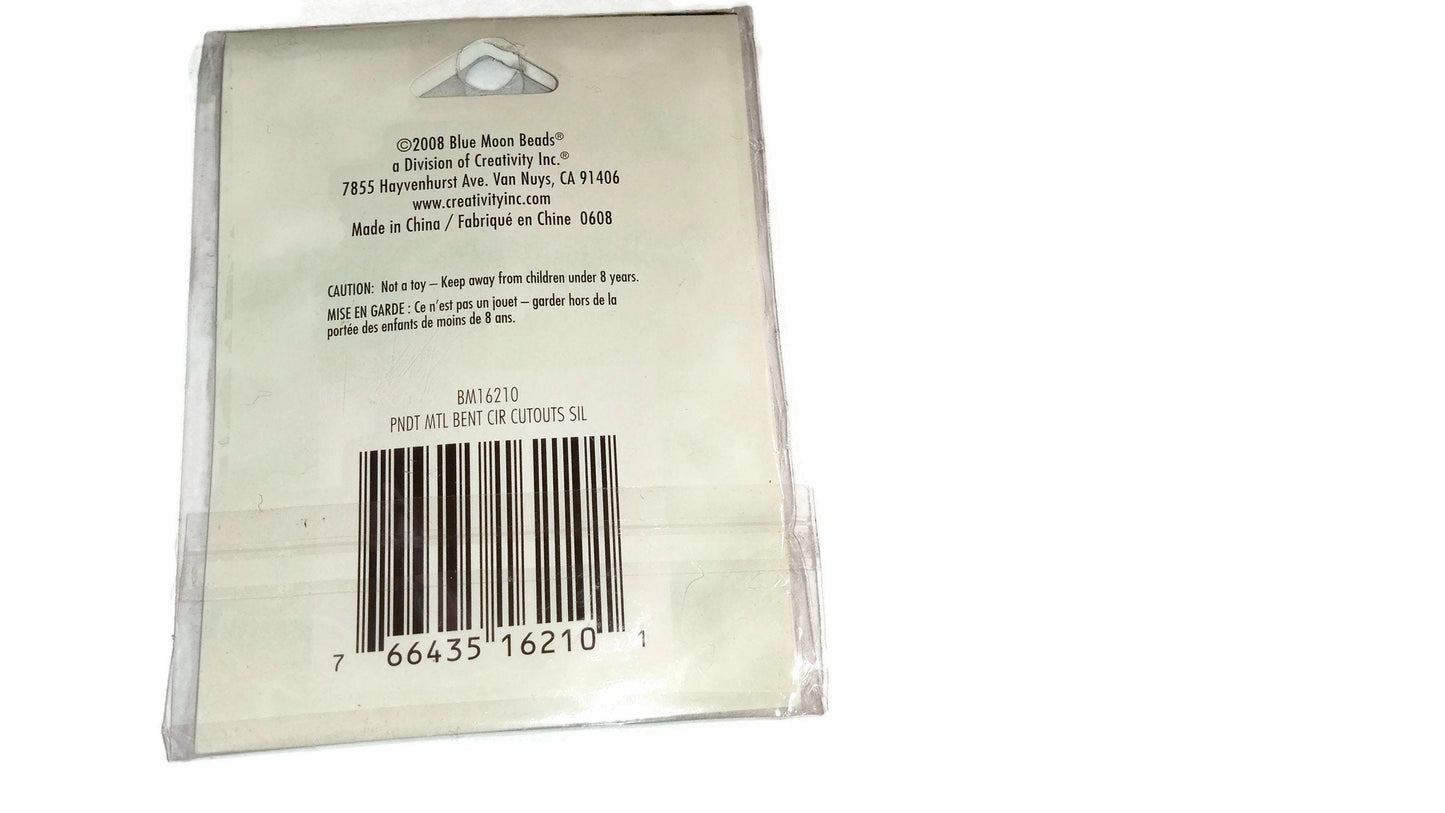 ©2008 Blue Moon Beads®
a Division of Creativity Inc.®
7855 Hayvenhurst Ave. Van Nuys, CA 91406
www.creativityinc.com
Made in China / Fabriqué en Chine 0608
CAUTION: Not a toy – Keep away from children under 8 years.
MISE EN GARDE : Ce n'est pas un jouet – garder hors de la
portée des enfants de moins de 8 ans.
BM16210
PNDT MTL BENT CIR CUTOUTS SIL
7 66435 16210 1